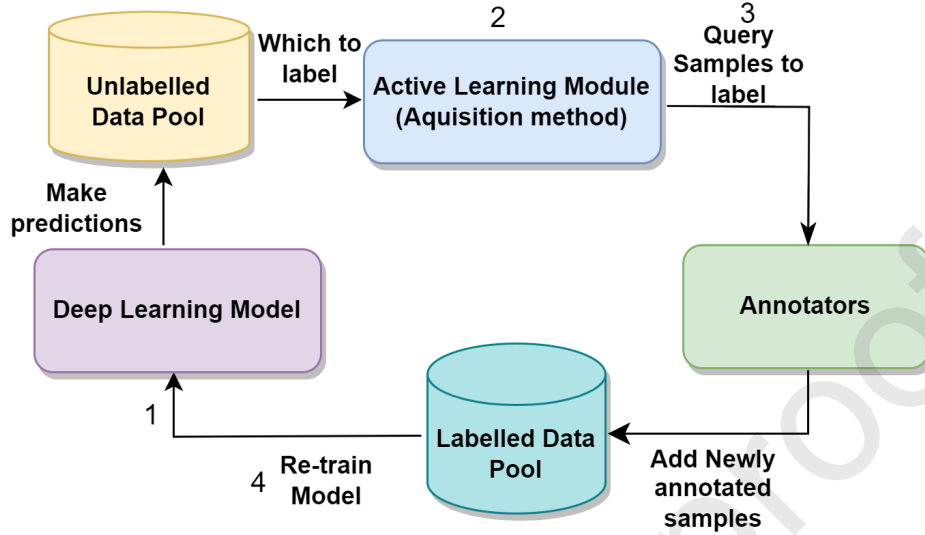 2
3
Which to
label
Query
Samples to
label
Unlabelled
Data Pool
Active Learning Module
(Aquisition method)
Make
predictions
Deep Learning Model
Annotators
1
Labelled Data
Pool
4
Re-train
Model
Add Newly
annotated
samples
proof